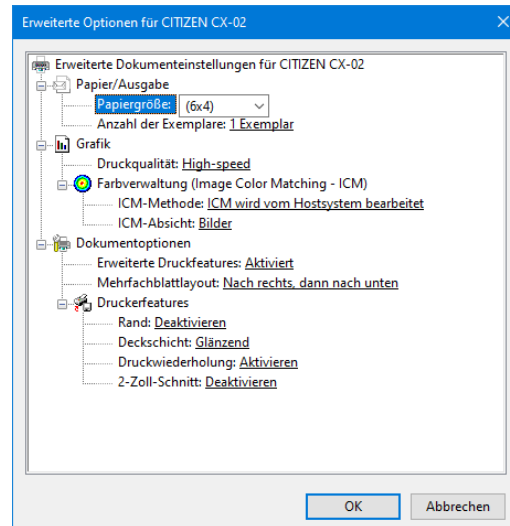 Erweiterte Optionen für CITIZEN CX-02
Erweiterte Dokumenteinstellungen für CITIZEN CX-02
Papier/Ausgabe
Papiergröße: (6x4)
Anzahl der Exemplare: 1 Exemplar
Grafik
Druckqualität: High-speed
Farbverwaltung (Image Color Matching - ICM)
ICM-Methode: ICM wird vom Hostsystem bearbeitet
ICM-Absicht: Bilder
Dokumentoptionen
Erweiterte Druckfeatures: Aktiviert
Mehrfachblattlayout: Nach rechts, dann nach unten
Druckerfeatures
Rand: Deaktivieren
Deckschicht: Glänzend
Druckwiederholung: Aktivieren
2-Zoll-Schnitt: Deaktivieren
OK Abbrechen